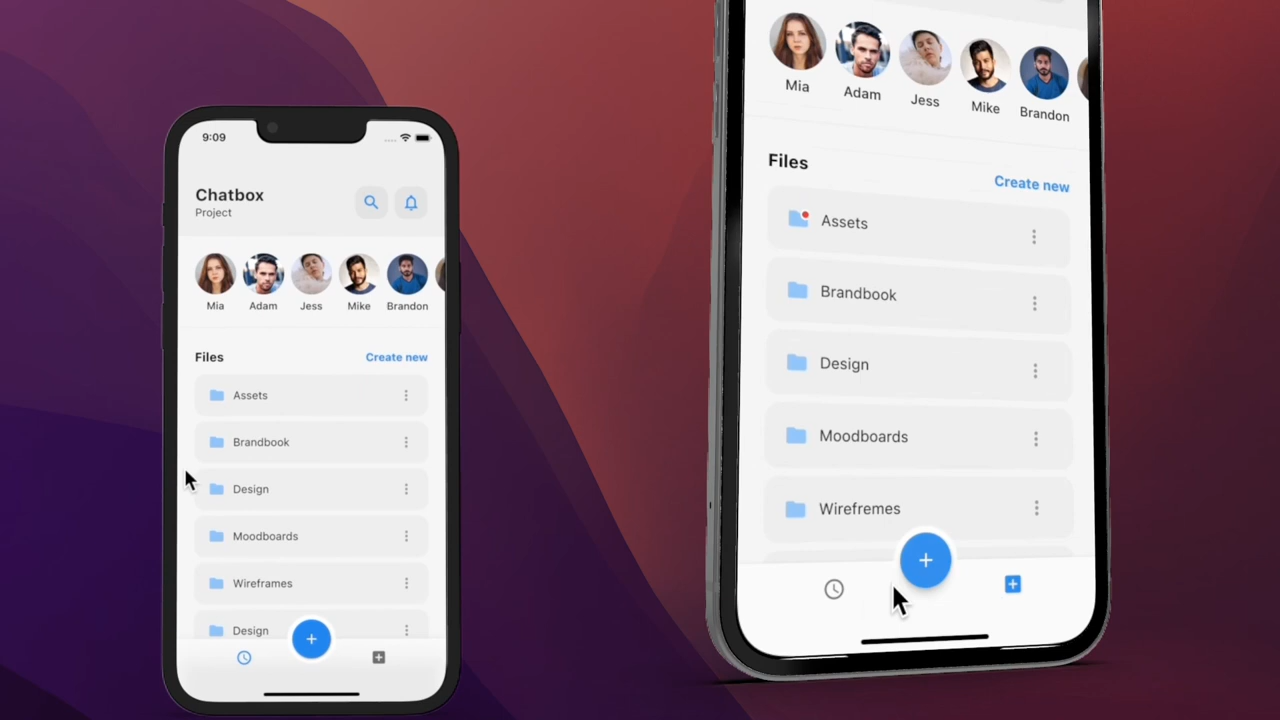 9:09
Chatbox
Project
Mia Adam Jess Mike Brandon
Files Create new
Assets
Brandbook
Design
Moodboards
Wireframes
Design
+
Mia Adam Jess Mike Brandon
Files Create new
Assets
Brandbook
Design
Moodboards
Wirefremes
+